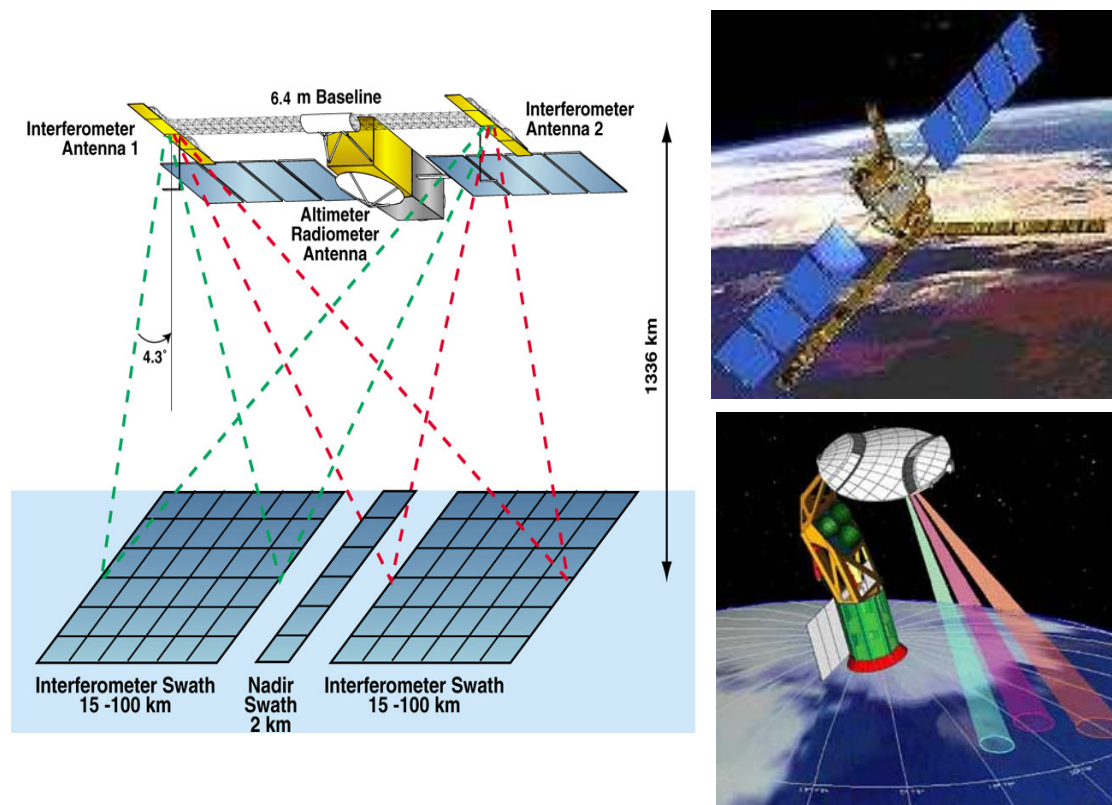 6.4 m Baseline
Interferometer
Antenna 1
Interferometer
Antenna 2
Altimeter
Radiometer
Antenna
4.3°
1336 km
Interferometer Swath
15 -100 km
Nadir
Swath
2 km
Interferometer Swath
15 -100 km